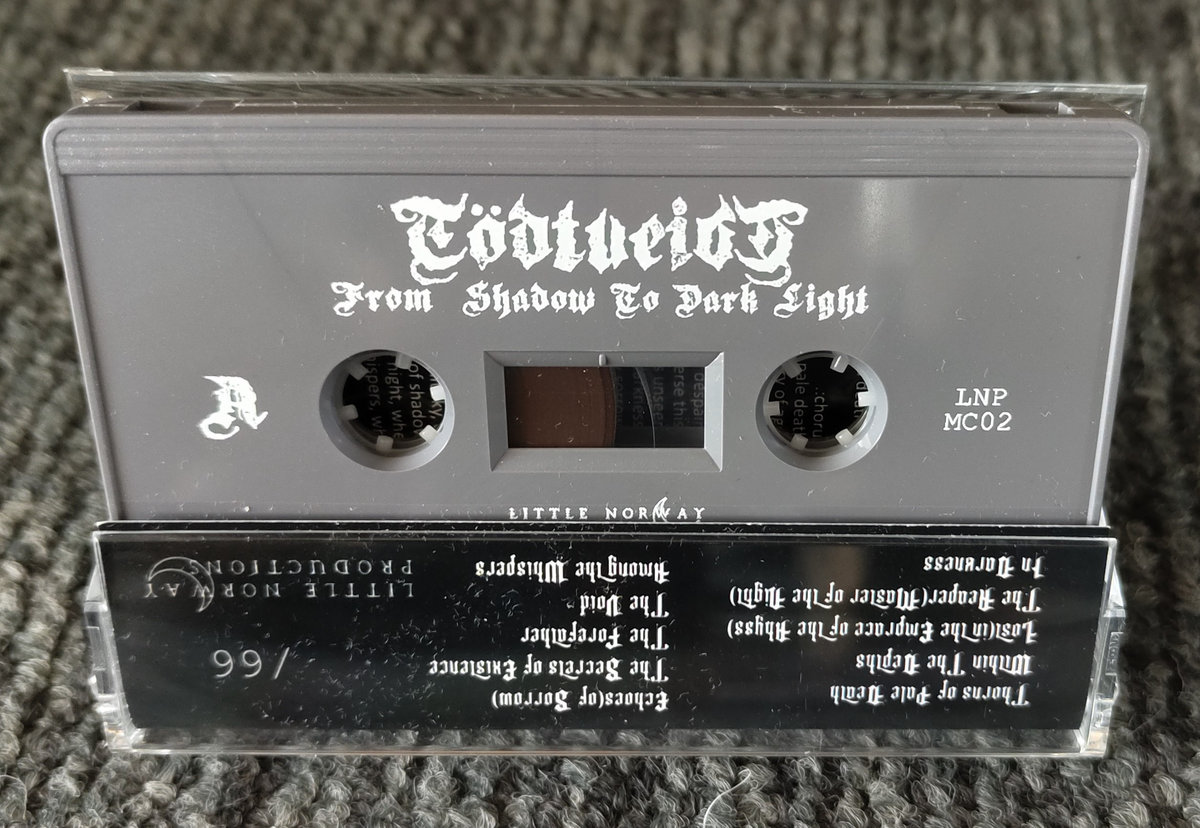 Tödtveigt
From Shadow To Dark Light
LNP
MC02
LITTLE NORWAY
Thorns of Pale Death
Within The Depths
Lost(in the Emprace of the Abyss)
The Reaper(Master of the Night)
In Darkness
Echoes(of Sorrow)
The Secrets of Existence
The Forefather
The Void
Among The Whispers
/66
LITTLE NORWAY
PRODUCTIONS